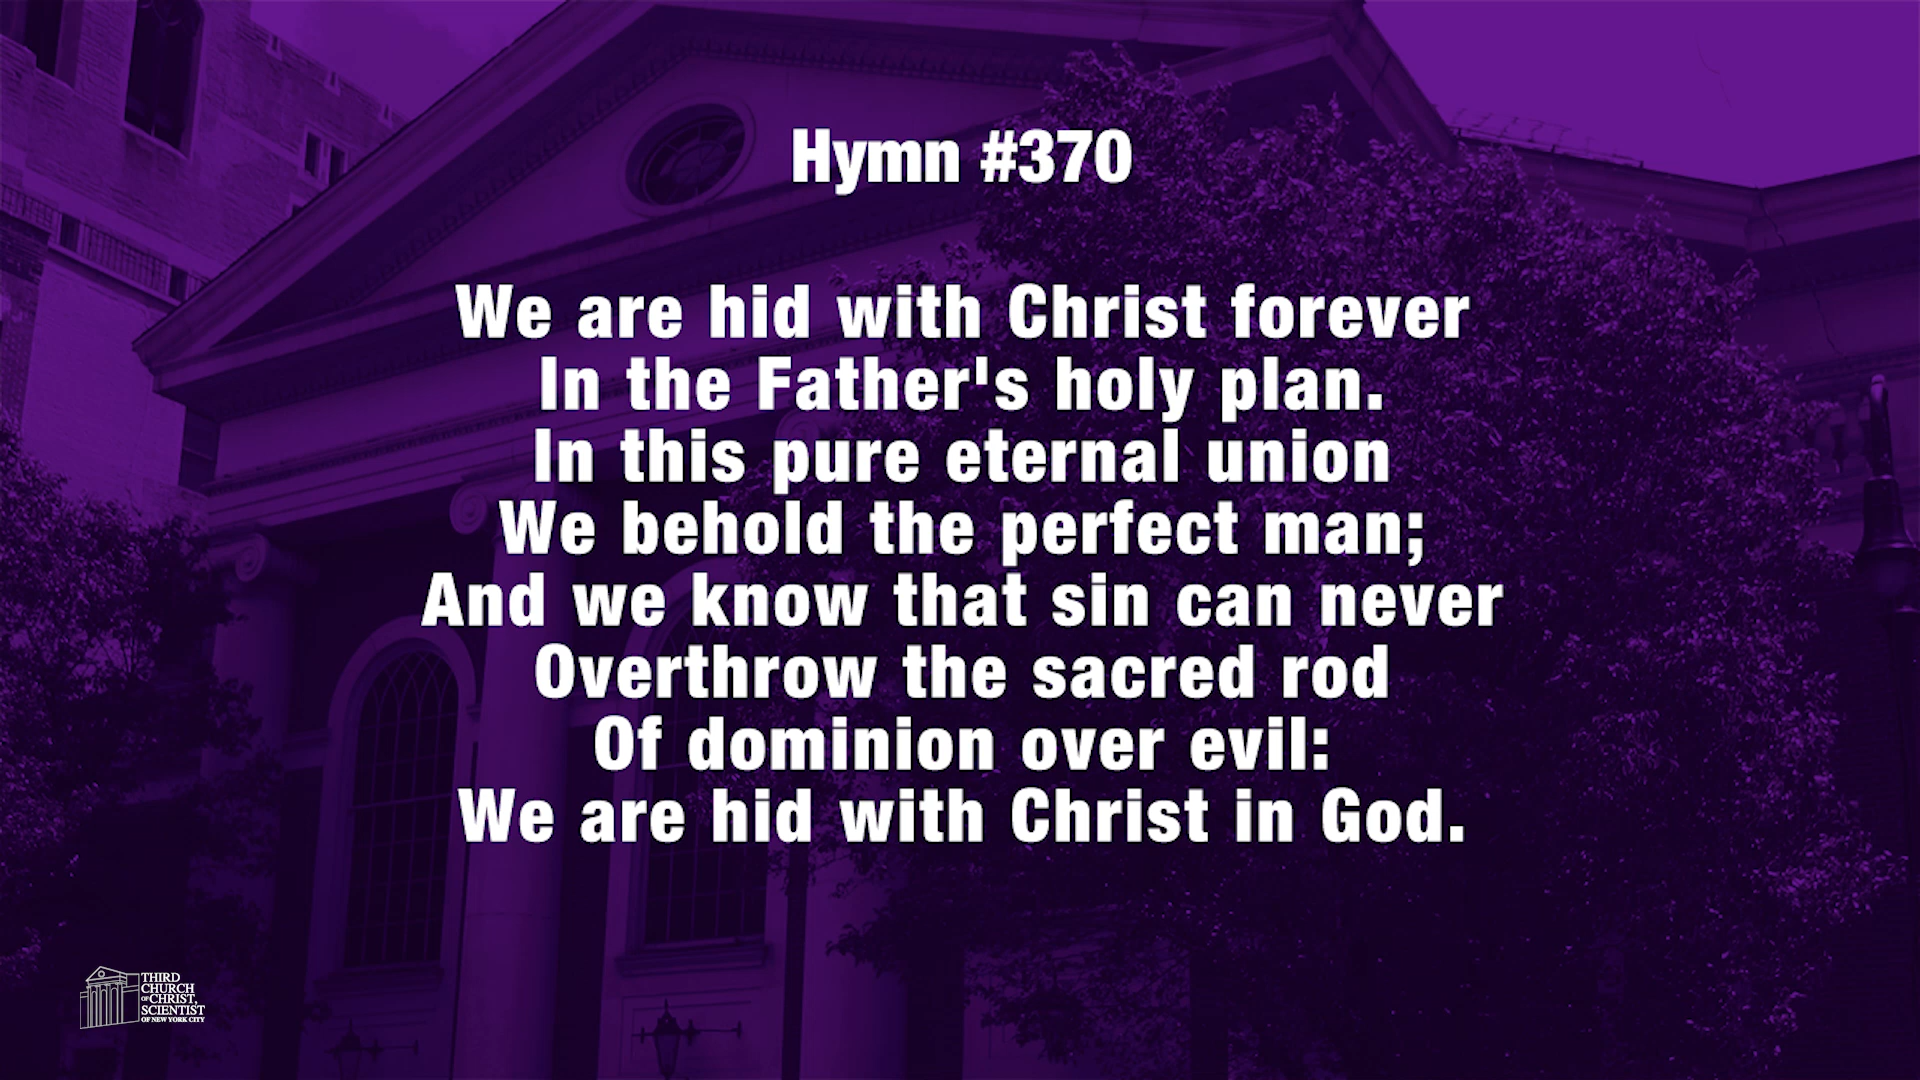 Hymn #370
We are hid with Christ forever
In the Father's holy plan.
In this pure eternal union
We behold the perfect man;
And we know that sin can never
Overthrow the sacred rod
Of dominion over evil:
We are hid with Christ in God.
THIRD
CHURCH
OF CHRIST,
SCIENTIST
OF NEW YORK CITY